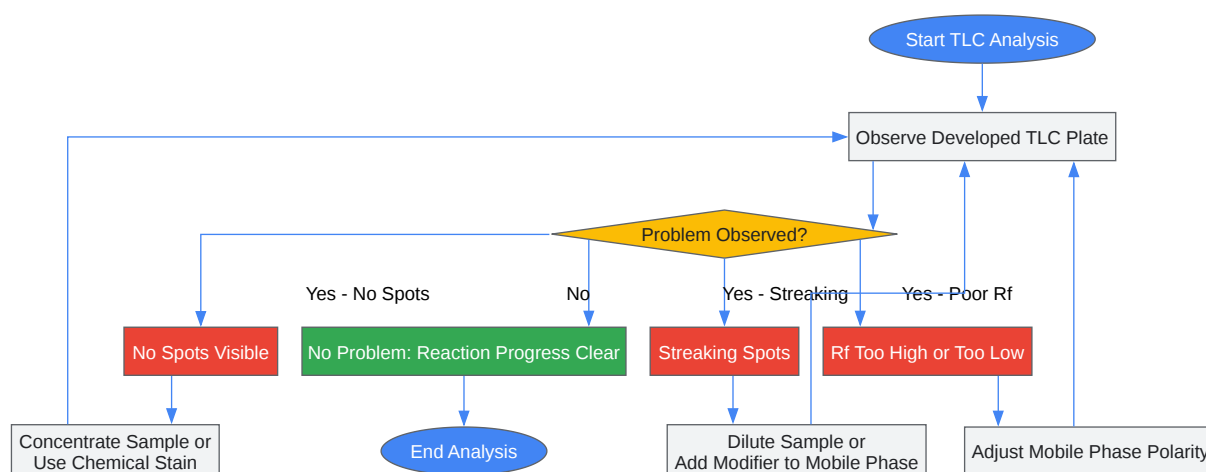 Start TLC Analysis
Observe Developed TLC Plate
Problem Observed?
Yes - No Spots
No
Yes - Streaking
Yes - Poor Rf
No Spots Visible
No Problem: Reaction Progress Clear
Streaking Spots
Rf Too High or Too Low
Concentrate Sample or
Use Chemical Stain
End Analysis
Dilute Sample or
Add Modifier to Mobile Phase
Adjust Mobile Phase Polarity